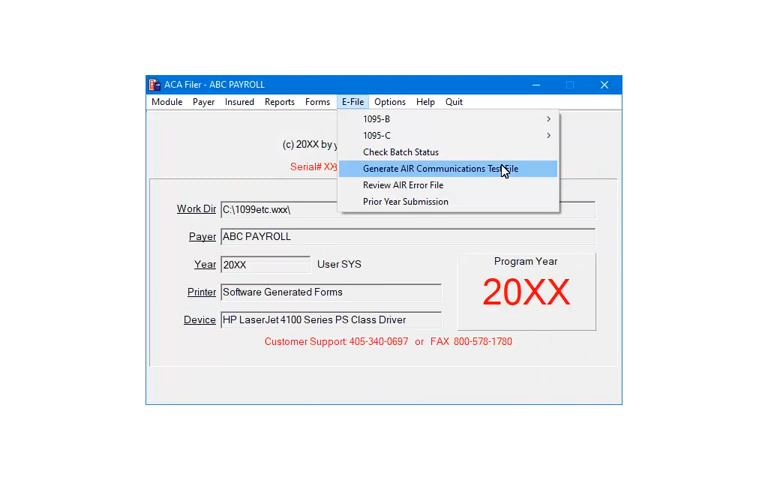 ACA Filer - ABC PAYROLL
Module Payer Insured Reports Forms E-File Options Help Quit
1095-B
1095-C
(c) 20XX by
Check Batch Status
Serial#
Generate AIR Communications Test File
Review AIR Error File
Prior Year Submission
Work Dir C:\1099etc.wxx\
Payer ABC PAYROLL
Year 20XX User SYS
Program Year
20XX
Printer Software Generated Forms
Device HP LaserJet 4100 Series PS Class Driver
Customer Support: 405-340-0697 or FAX 800-578-1780